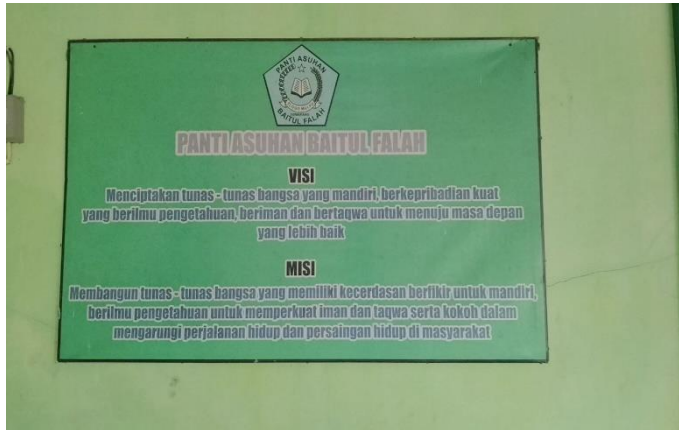 PANTI ASUHAN
BAITUL FALAH
PANTI ASUHAN BAITUL FALAH
VISI
Menciptakan tunas - tunas bangsa yang mandiri, berkepribadian kuat
yang berilmu pengetahuan, beriman dan bertaqwa untuk menuju masa depan
yang lebih baik
MISI
Membangun tunas - tunas bangsa yang memiliki kecerdasan berfikir untuk mandiri,
berilmu pengetahuan untuk memperkuat iman dan taqwa serta kokoh dalam
mengarungi perjalanan hidup dan persaingan hidup di masyarakat